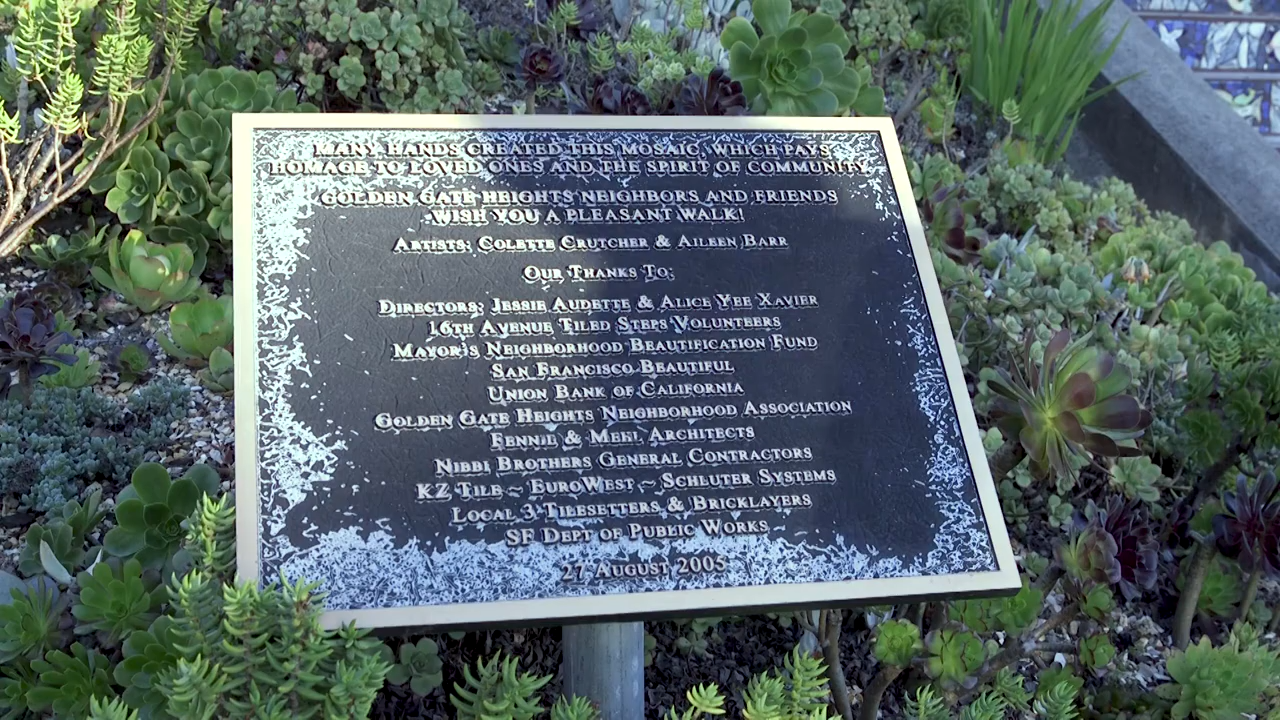 MANY HANDS CREATED THIS MOSAIC, WHICH PAYS
HOMAGE TO LOVED ONES AND THE SPIRIT OF COMMUNITY.
GOLDEN GATE HEIGHTS NEIGHBORS AND FRIENDS
WISH YOU A PLEASANT WALK!
ARTISTS: COLETTE CRUTCHER & AILEEN BARR
OUR THANKS TO:
DIRECTORS: JESSIE AUDETTE & ALICE YEE XAVIER
16TH AVENUE TILED STEPS VOLUNTEERS
MAYOR'S NEIGHBORHOOD BEAUTIFICATION FUND
SAN FRANCISCO BEAUTIFUL
UNION BANK OF CALIFORNIA
GOLDEN GATE HEIGHTS NEIGHBORHOOD ASSOCIATION
FENNIE & MEHL ARCHITECTS
NIBBI BROTHERS GENERAL CONTRACTORS
KZ TILE ~ EUROWEST ~ SCHLUTER SYSTEMS
LOCAL 3 TILESETTERS & BRICKLAYERS
SF DEPT OF PUBLIC WORKS
27 AUGUST 2005